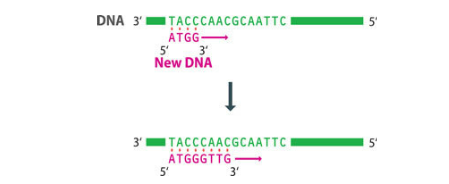 DNA 3' TACCCAACGCAATTC 5'
ATGG
5' 3'
New DNA
3' TACCCAACGCAATTC 5'
ATGGGTTG
5' 3'